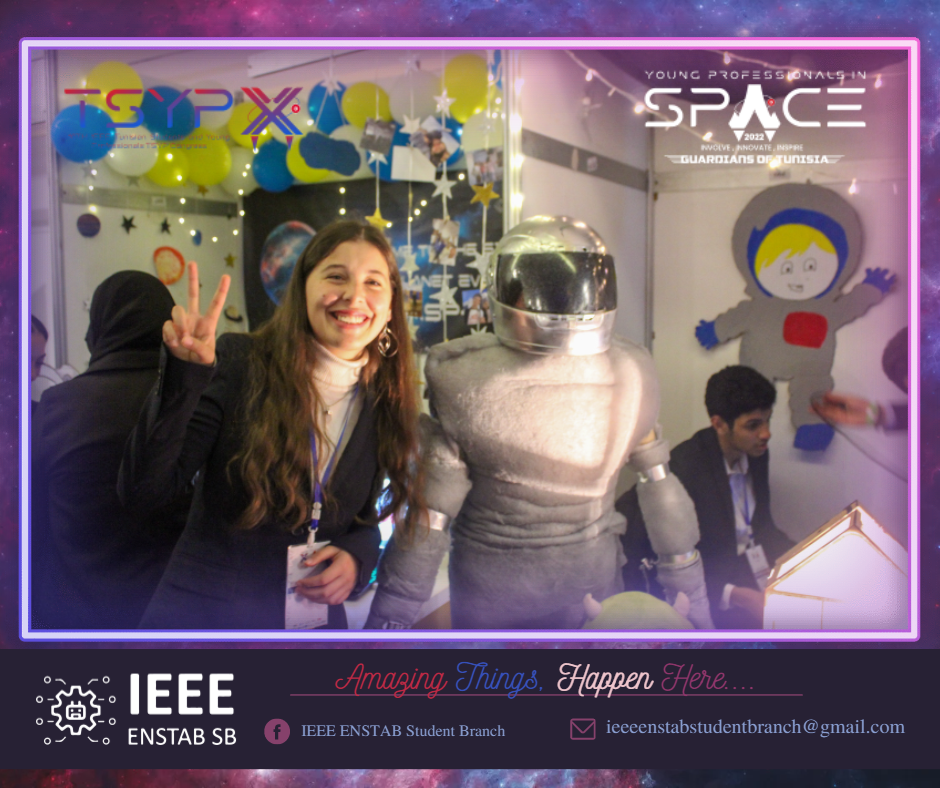 TSYPX
YOUNG PROFESSIONALS IN
SPACE
2022
INVOLVE . INNOVATE . INSPIRE
GUARDIANS OF TUNISIA
IEEE
ENSTAB SB
Amazing Things, Happen Here....
IEEE ENSTAB Student Branch
ieeeenstabstudentbranch@gmail.com